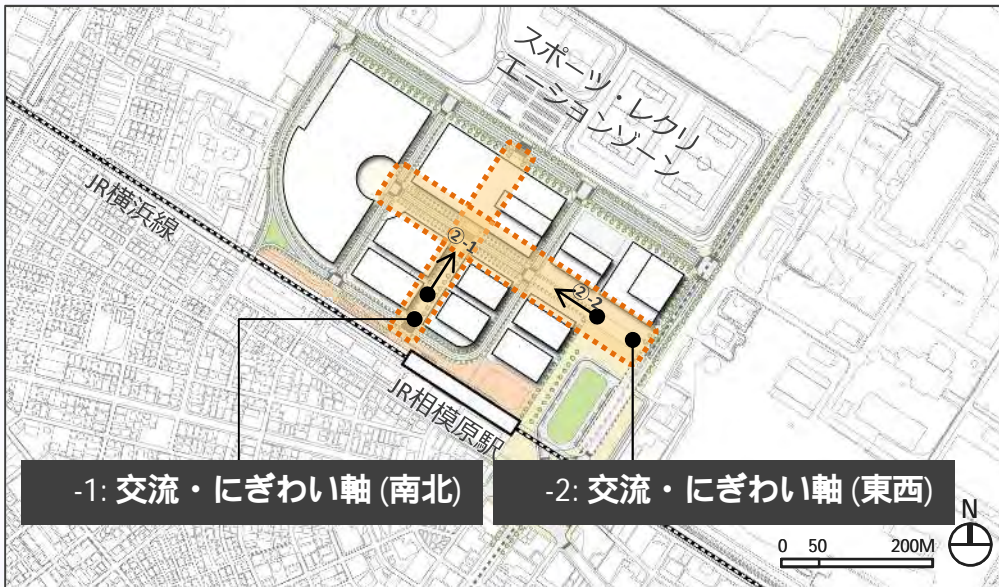 スポーツ・レクリ
エーションゾーン
JR横浜線
②-1
②-2
JR相模原駅
-1: 交流・にぎわい軸 (南北)
-2: 交流・にぎわい軸 (東西)
N
0 50 200M